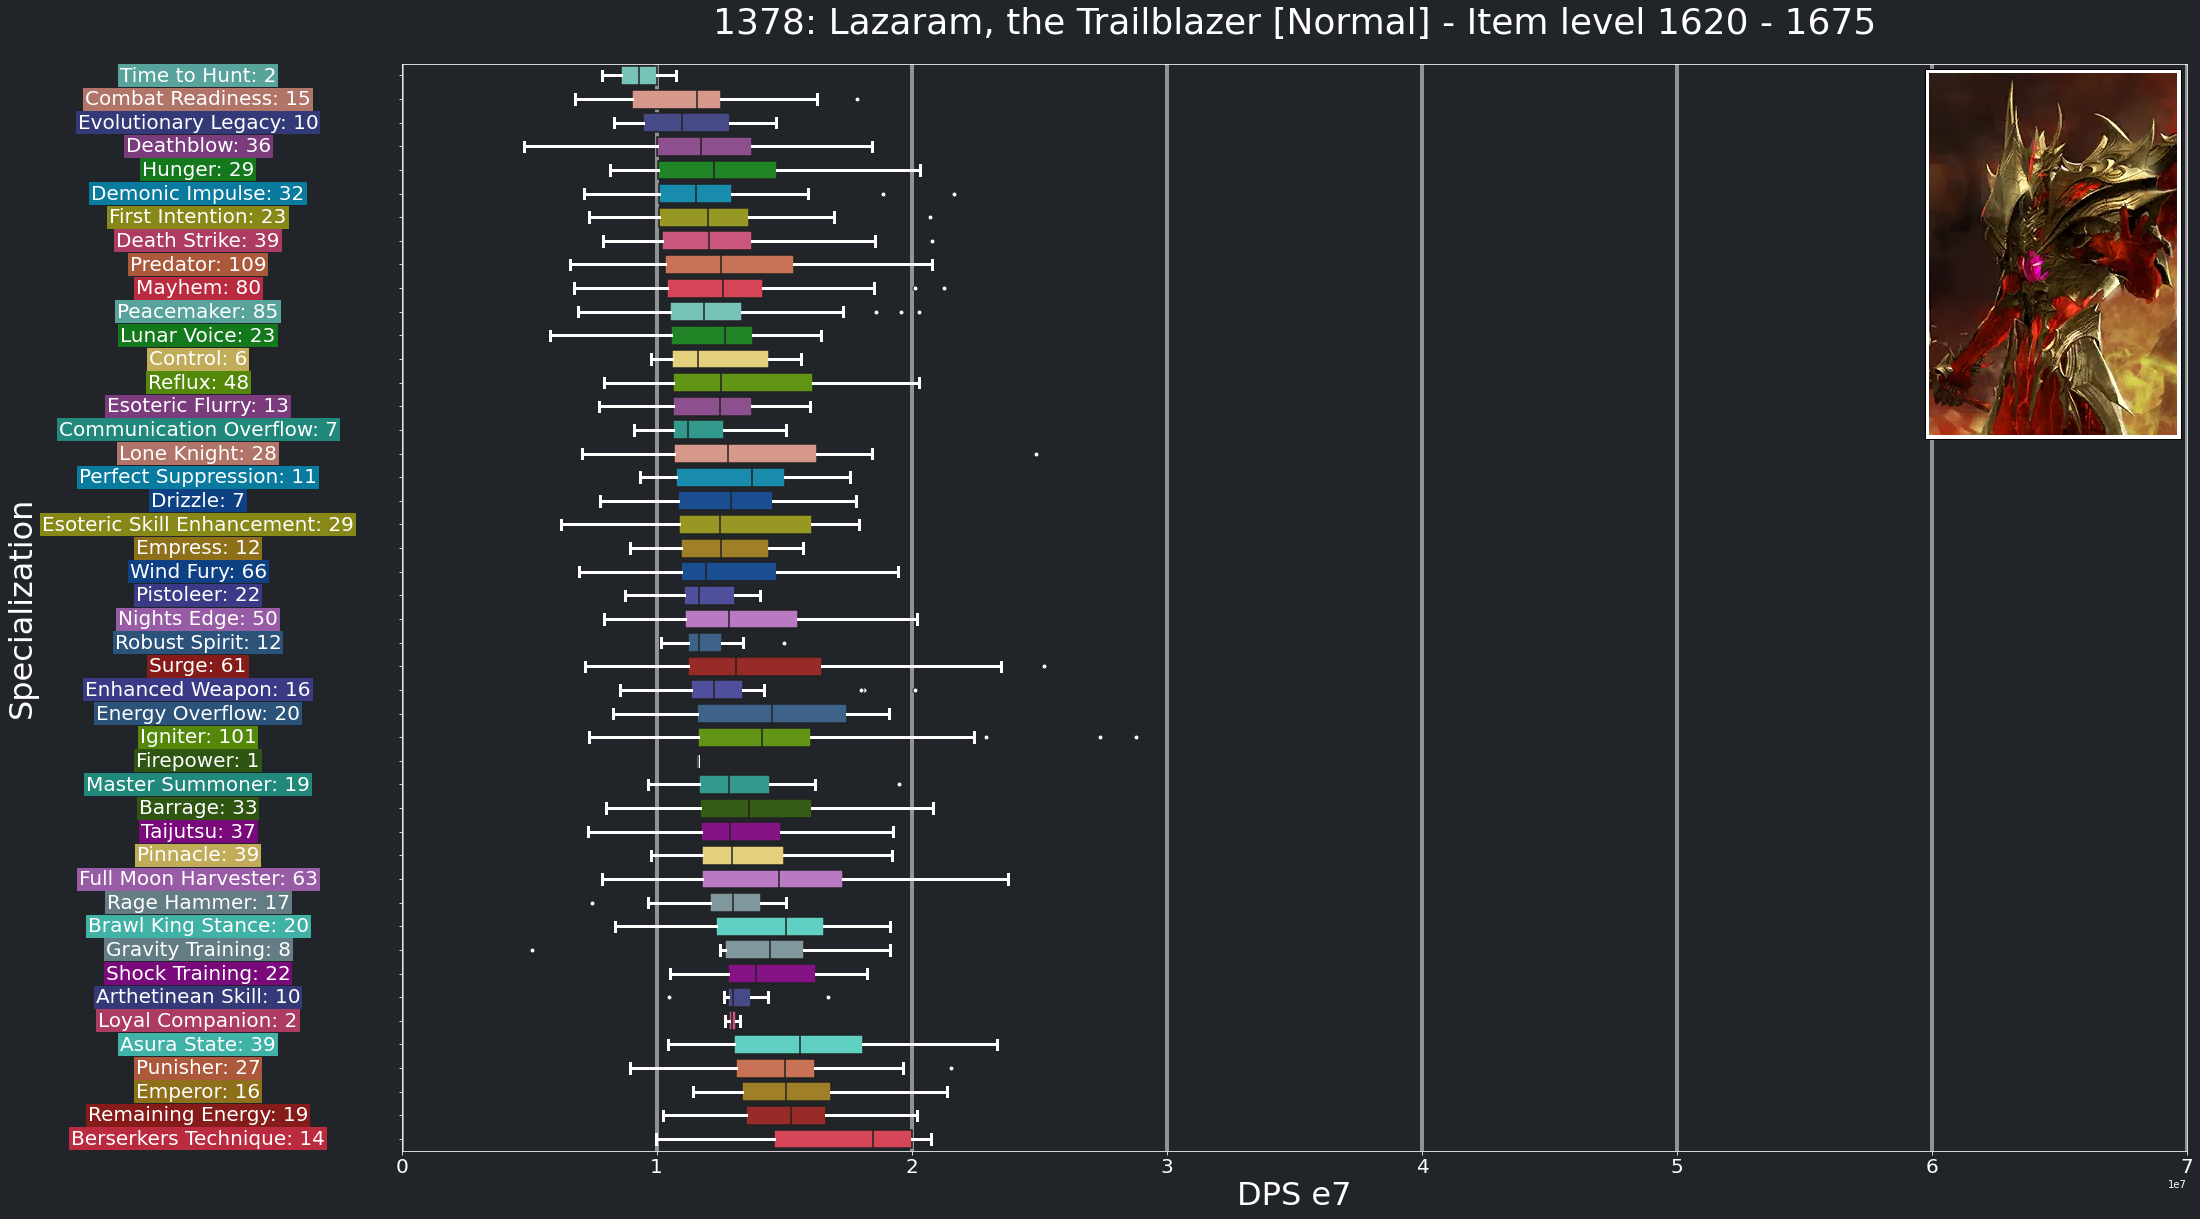 1378: Lazaram, the Trailblazer [Normal] - Item level 1620 - 1675
Time to Hunt: 2
Combat Readiness: 15
Evolutionary Legacy: 10
Deathblow: 36
Hunger: 29
Demonic Impulse: 32
First Intention: 23
Death Strike: 39
Predator: 109
Mayhem: 80
Peacemaker: 85
Lunar Voice: 23
Control: 6
Reflux: 48
Esoteric Flurry: 13
Communication Overflow: 7
Lone Knight: 28
Perfect Suppression: 11
Drizzle: 7
Esoteric Skill Enhancement: 29
Empress: 12
Wind Fury: 66
Pistoleer: 22
Nights Edge: 50
Robust Spirit: 12
Surge: 61
Enhanced Weapon: 16
Energy Overflow: 20
Igniter: 101
Firepower: 1
Master Summoner: 19
Barrage: 33
Taijutsu: 37
Pinnacle: 39
Full Moon Harvester: 63
Rage Hammer: 17
Brawl King Stance: 20
Gravity Training: 8
Shock Training: 22
Arthetinean Skill: 10
Loyal Companion: 2
Asura State: 39
Punisher: 27
Emperor: 16
Remaining Energy: 19
Berserkers Technique: 14
Specialization
0 1 2 3 4 5 6 7
DPS e7
1e7